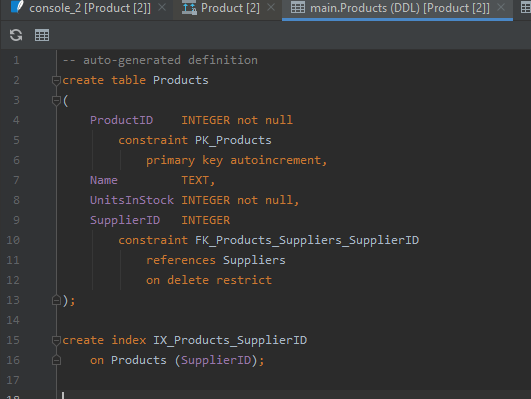 console_2 [Product [2]]
Product [2]
main.Products (DDL) [Product [2]]
1 -- auto-generated definition
2 create table Products
3 (
4     ProductID    INTEGER not null
5         constraint PK_Products
6             primary key autoincrement,
7     Name         TEXT,
8     UnitsInStock INTEGER not null,
9     SupplierID   INTEGER
10         constraint FK_Products_Suppliers_SupplierID
11             references Suppliers
12             on delete restrict
13 );
14
15 create index IX_Products_SupplierID
16     on Products (SupplierID);
17
18